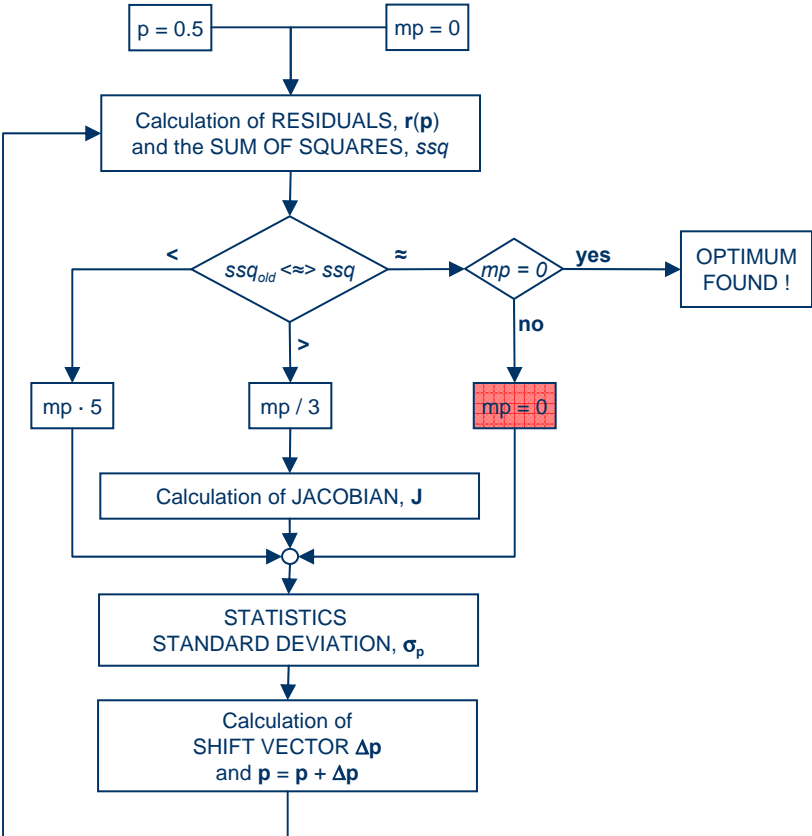 p = 0.5
mp = 0
Calculation of RESIDUALS, r(p)
and the SUM OF SQUARES, ssq
<
ssq_old <≈> ssq
≈
mp = 0
yes
OPTIMUM
FOUND !
>
no
mp · 5
mp / 3
mp = 0
Calculation of JACOBIAN, J
STATISTICS
STANDARD DEVIATION, σ_p
Calculation of
SHIFT VECTOR Δp
and p = p + Δp